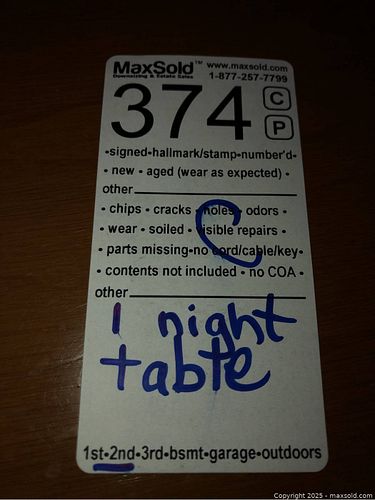 MaxSold™ www.maxsold.com
Downsizing & Estate Sales 1-877-257-7799
374 C
P
•signed•hallmark/stamp•number'd•
• new • aged (wear as expected) •
other
• chips • cracks •holes• odors •
• wear • soiled • visible repairs •
• parts missing•no cord/cable/key•
• contents not included • no COA •
other
1 night
table
1st•2nd•3rd•bsmt•garage•outdoors
Copyright 2025 - maxsold.com